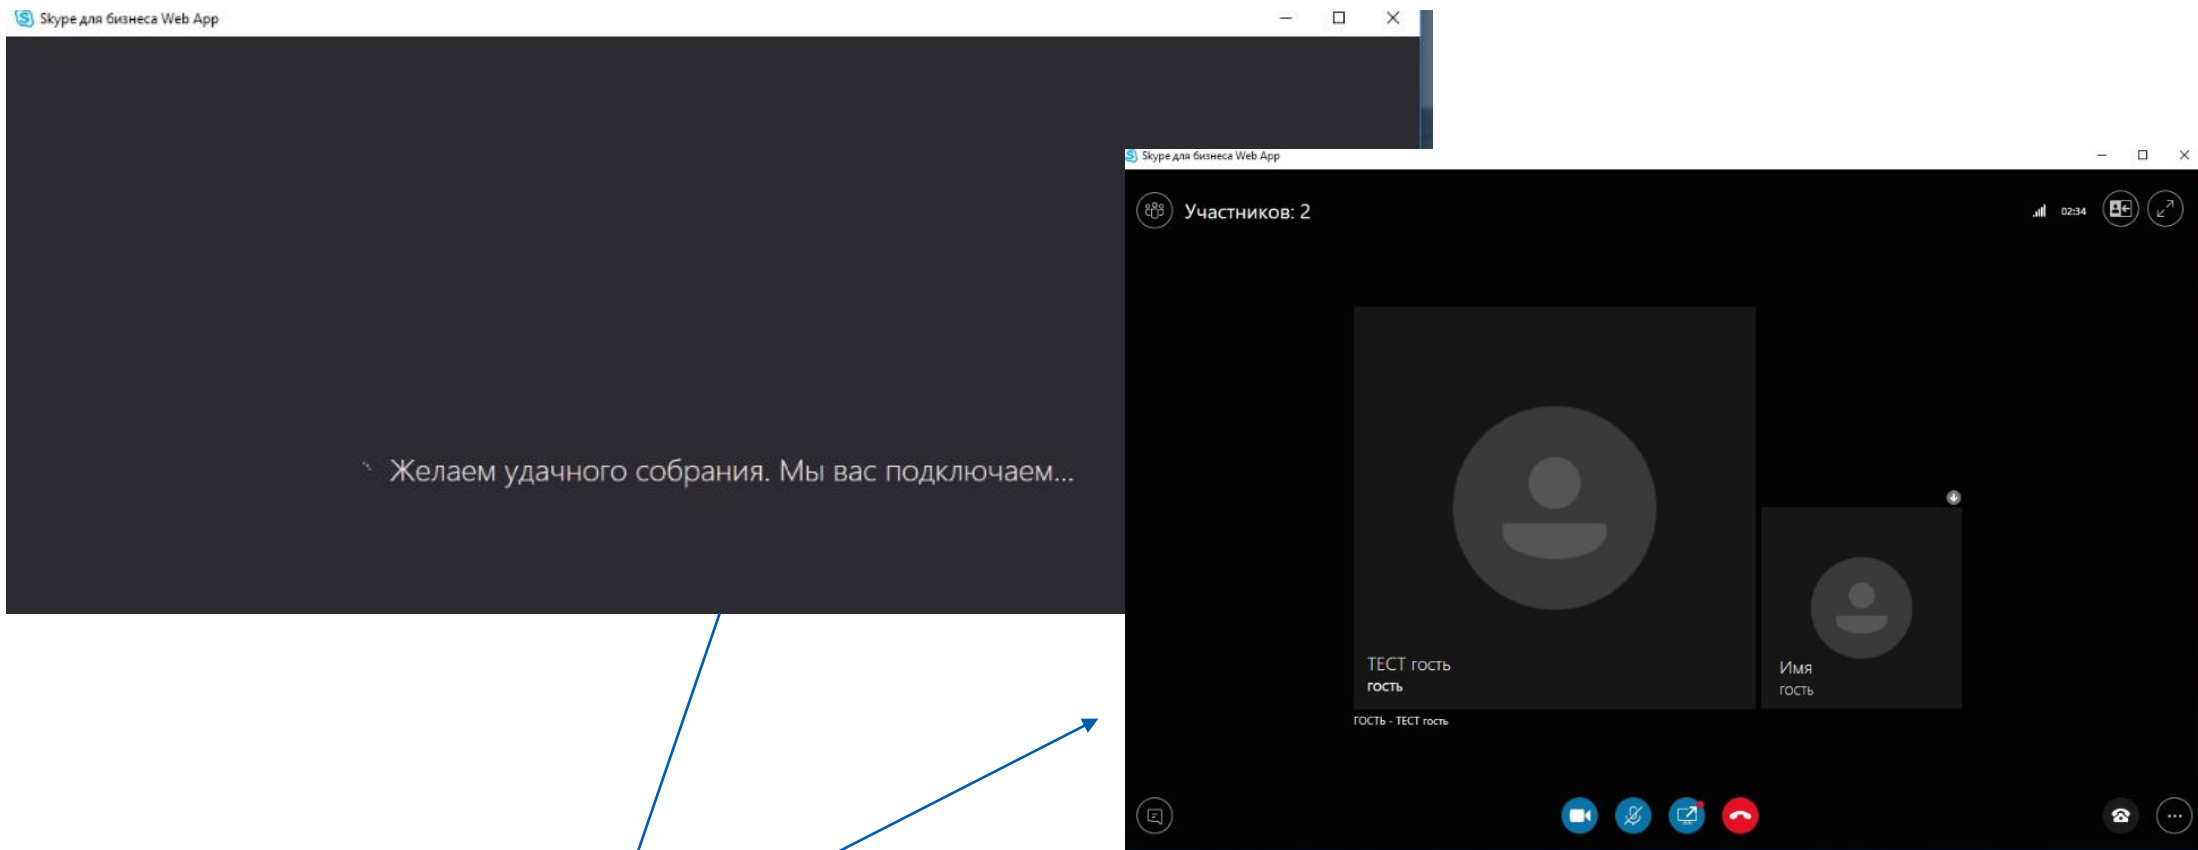 Skype для бизнеса Web App
Желаем удачного собрания. Мы вас подключаем...
Skype для бизнеса Web App
Участников: 2
02:34
ТЕСТ гость
гость
ГОСТЬ - ТЕСТ гость
Имя
гость